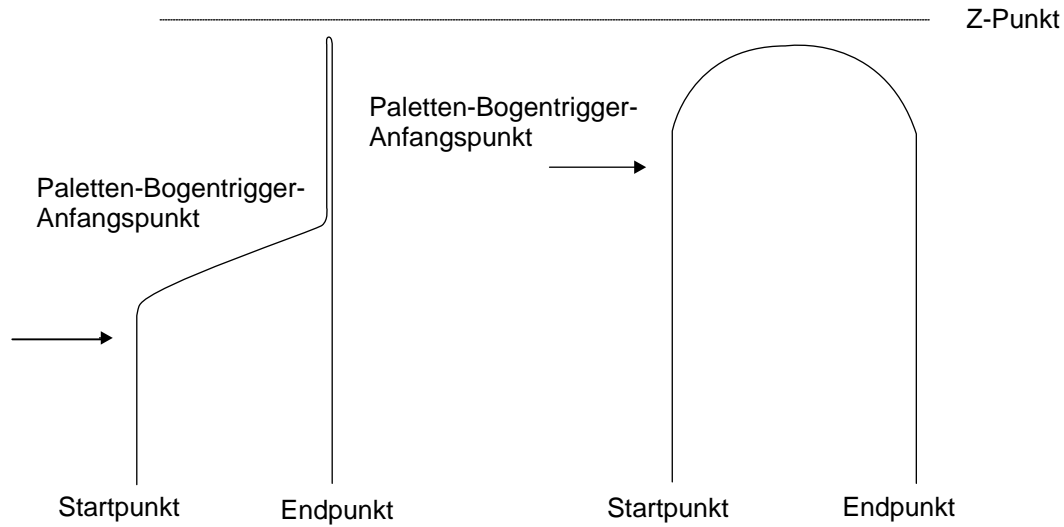 Z-Punkt
Paletten-Bogentrigger-
Anfangspunkt
Paletten-Bogentrigger-
Anfangspunkt
Startpunkt
Endpunkt
Startpunkt
Endpunkt